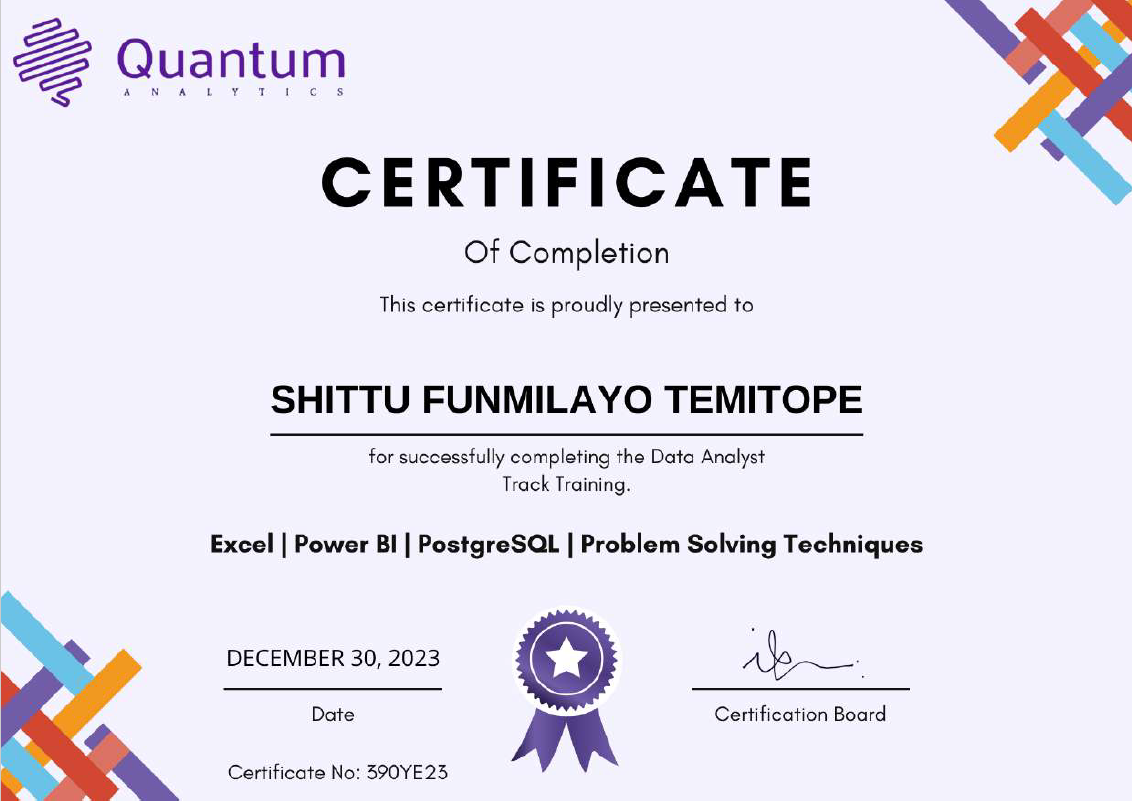 Quantum
ANALYTICS
CERTIFICATE
Of Completion
This certificate is proudly presented to
SHITTU FUNMILAYO TEMITOPE
for successfully completing the Data Analyst
Track Training.
Excel | Power BI | PostgreSQL | Problem Solving Techniques
DECEMBER 30, 2023
Date
Certification Board
Certificate No: 390YE23